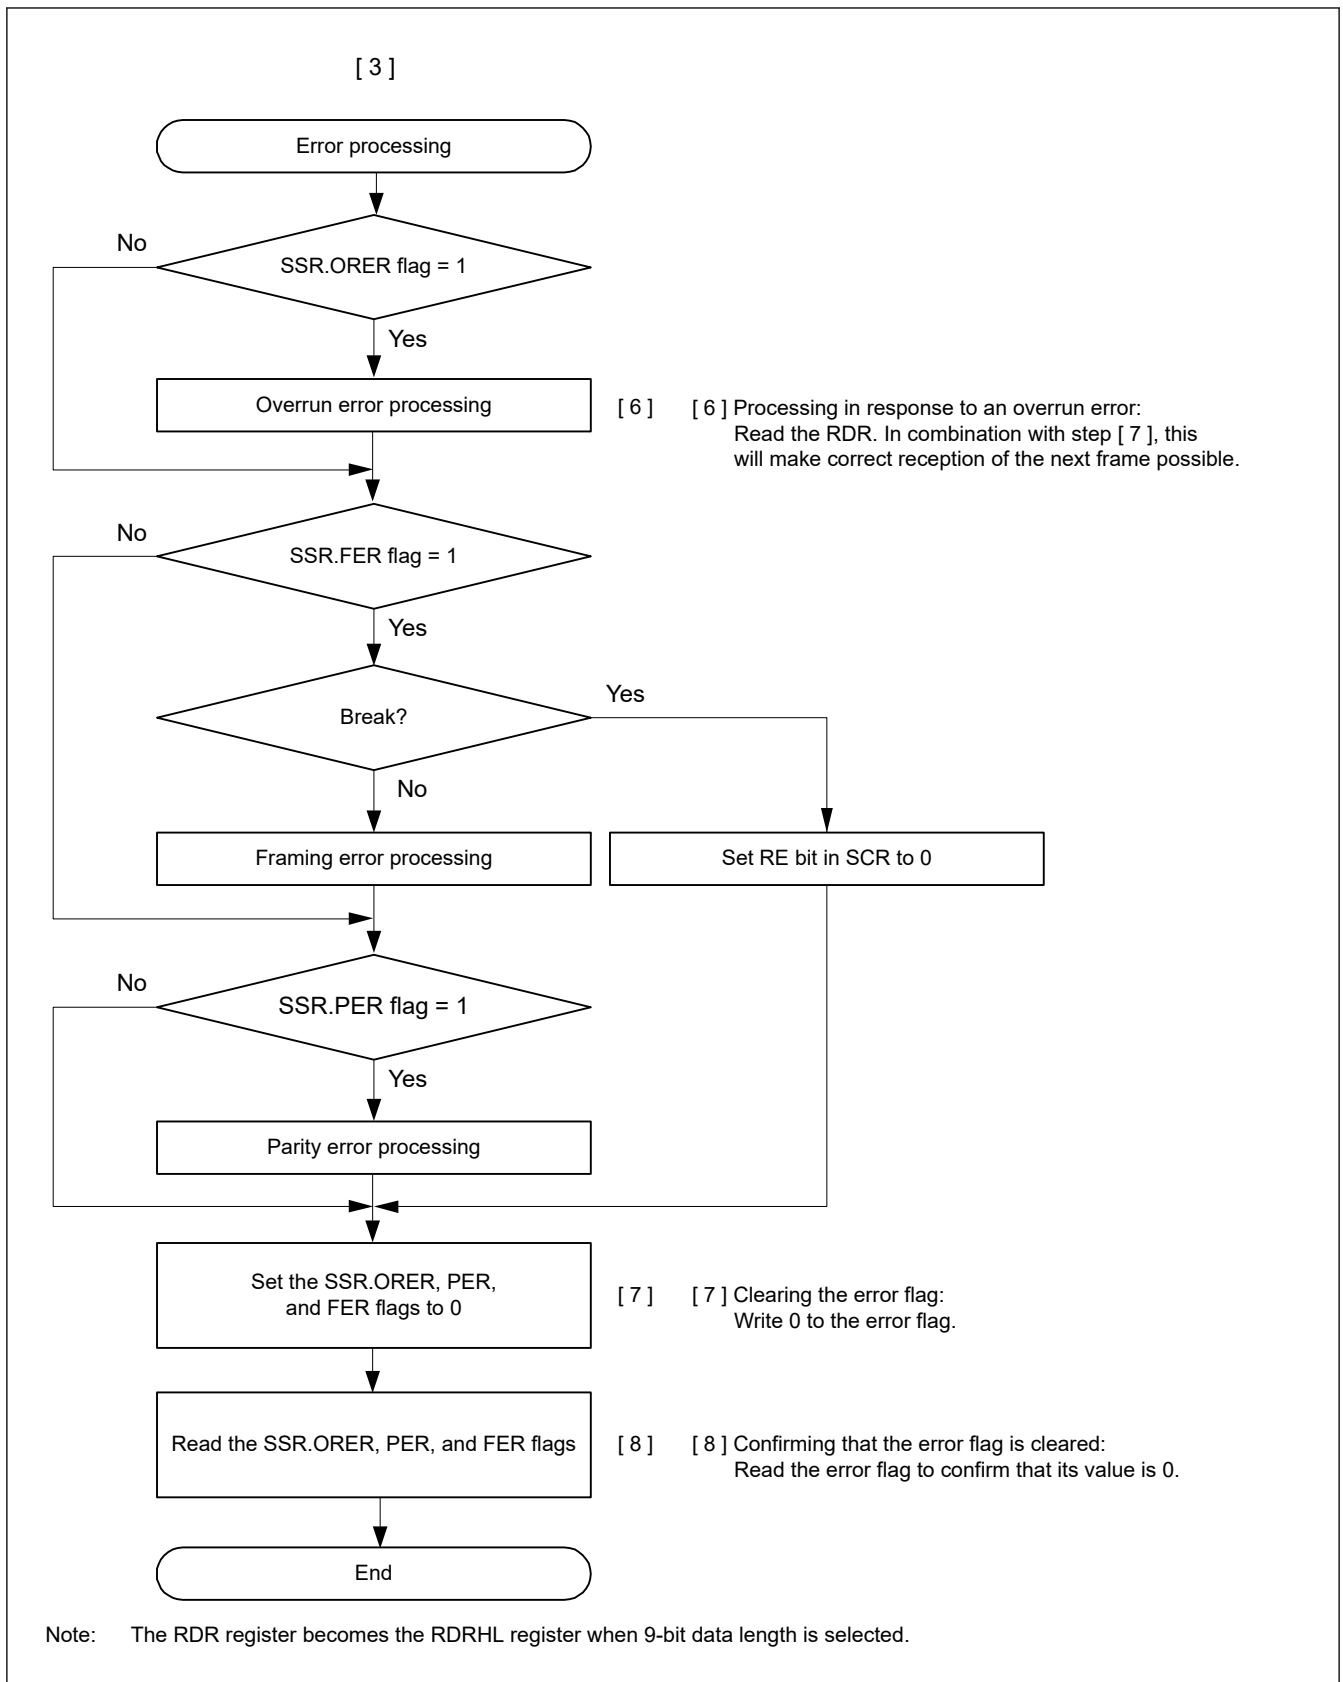 [ 3 ]
Error processing
No
SSR.ORER flag = 1
Yes
Overrun error processing
[ 6 ]
[ 6 ] Processing in response to an overrun error:
Read the RDR. In combination with step [ 7 ], this
will make correct reception of the next frame possible.
No
SSR.FER flag = 1
Yes
Break?
Yes
No
Framing error processing
Set RE bit in SCR to 0
No
SSR.PER flag = 1
Yes
Parity error processing
Set the SSR.ORER, PER,
and FER flags to 0
[ 7 ]
[ 7 ] Clearing the error flag:
Write 0 to the error flag.
Read the SSR.ORER, PER, and FER flags
[ 8 ]
[ 8 ] Confirming that the error flag is cleared:
Read the error flag to confirm that its value is 0.
End
Note: The RDR register becomes the RDRHL register when 9-bit data length is selected.